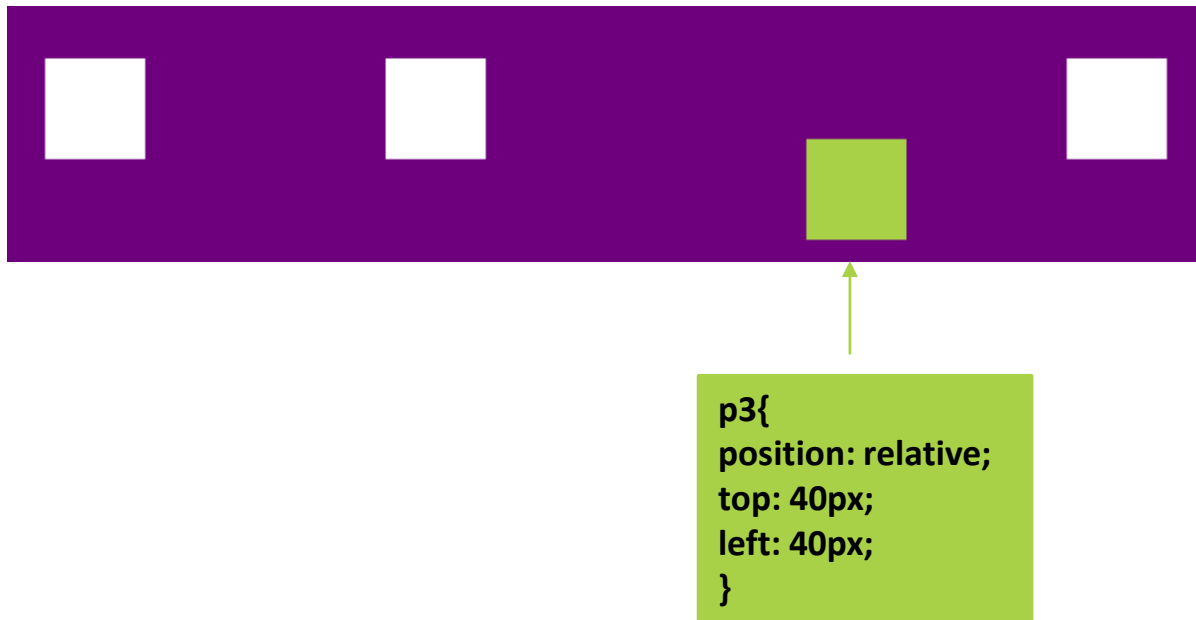 p3{
position: relative;
top: 40px;
left: 40px;
}